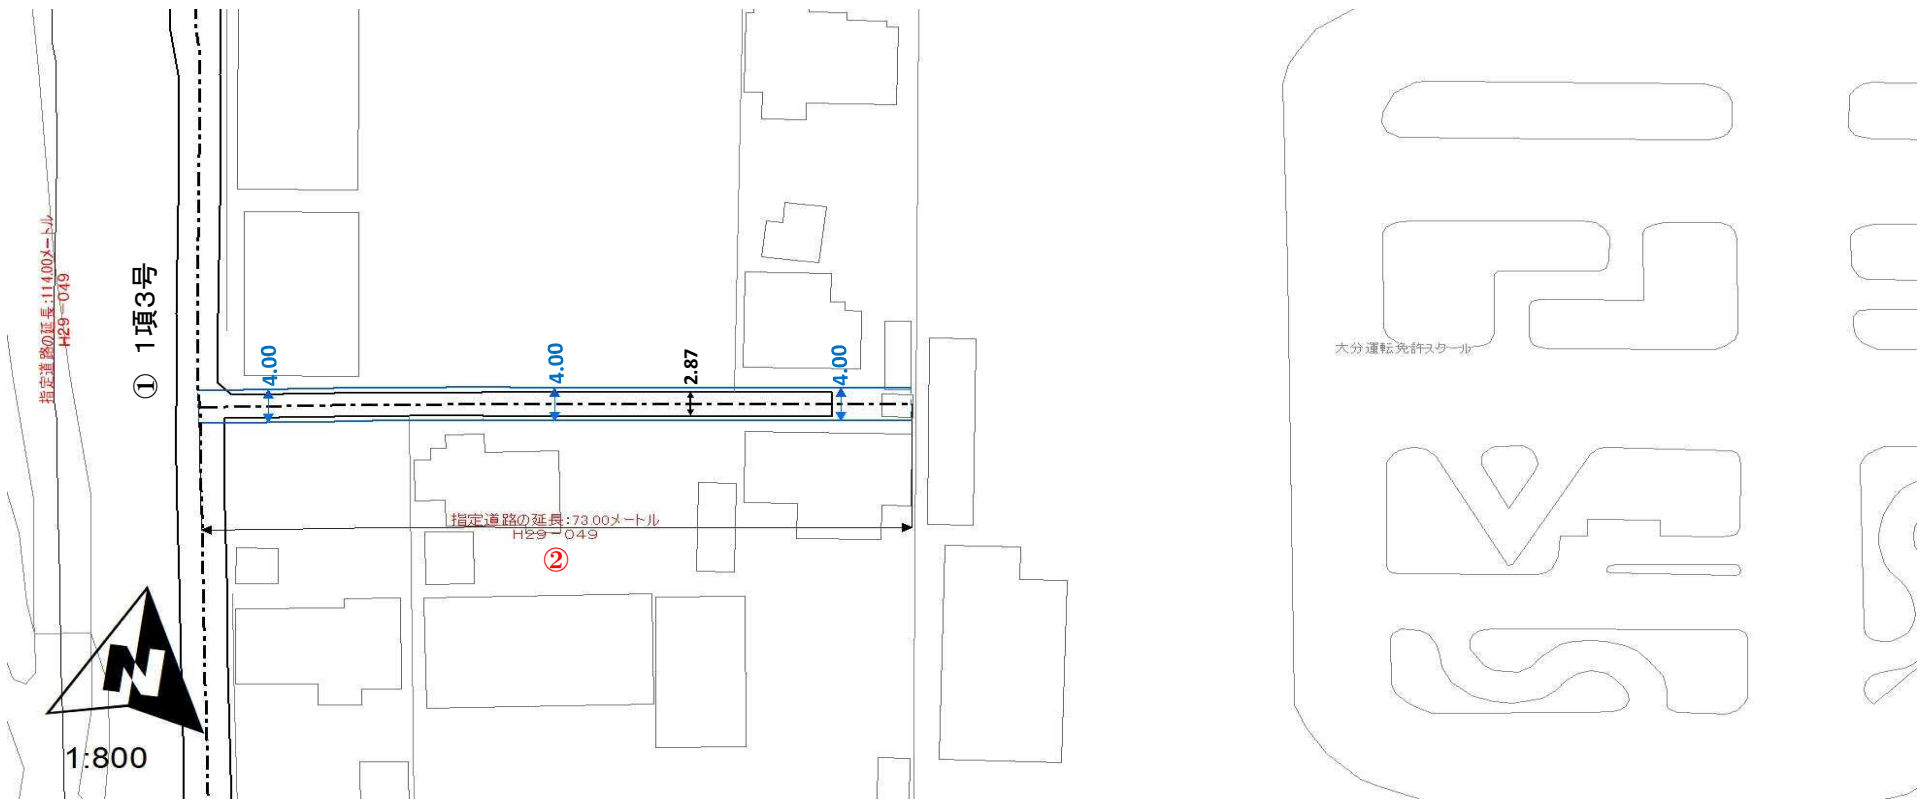 指定道路の延長:114.00メートル
H29-049
① 1項3号
4.00
4.00
2.87
4.00
大分運転免許スクール
指定道路の延長:73.00メートル
H29-049
②
N
1:800